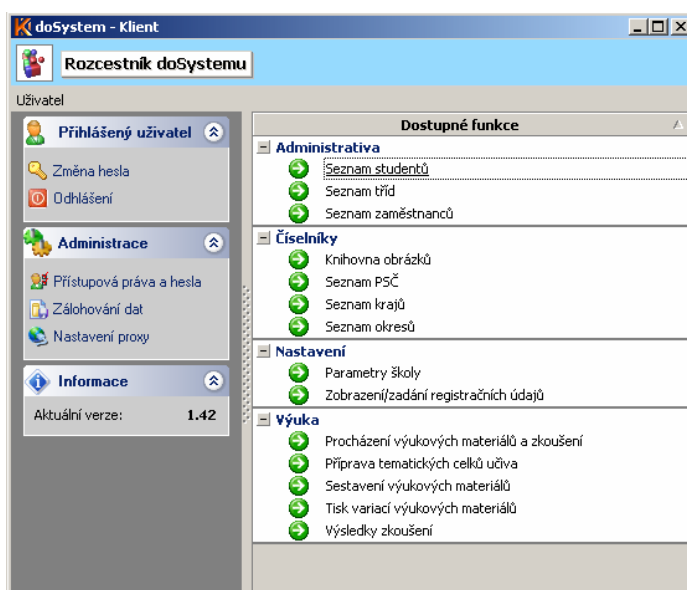 doSystem - Klient
Rozcestník doSystemu
Uživatel
Přihlášený uživatel
Změna hesla
Odhlášení
Administrace
Přístupová práva a hesla
Zálohování dat
Nastavení proxy
Informace
Aktuální verze: 1.42
Dostupné funkce
Administrativa
Seznam studentů
Seznam tříd
Seznam zaměstnanců
Číselníky
Knihovna obrázků
Seznam PSČ
Seznam krajů
Seznam okresů
Nastavení
Parametry školy
Zobrazení/zadání registračních údajů
Výuka
Procházení výukových materiálů a zkoušení
Příprava tematických celků učiva
Sestavení výukových materiálů
Tisk variací výukových materiálů
Výsledky zkoušení